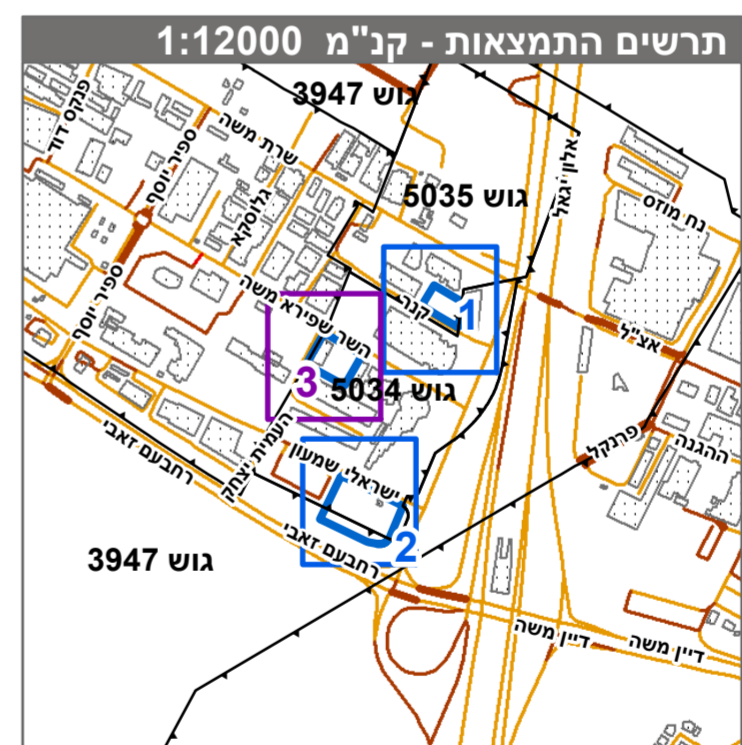 תרשים התמצאות - קנ"מ 1:12000
גוש 3947
פנקס דוד
ספיר יוסף
שרת משה
גלוסקא
אלון יגאל
גוש 5035
נח מוזס
ספיר יוסף
השר שפירא משה
קנר
1
אצ"ל
3
גוש 5034
נחמית יצחק
ישראלי שמעון
פרנקל
ההגנה
רחבעם זאבי
רחבעם זאבי
2
גוש 3947
דיין משה
דיין משה